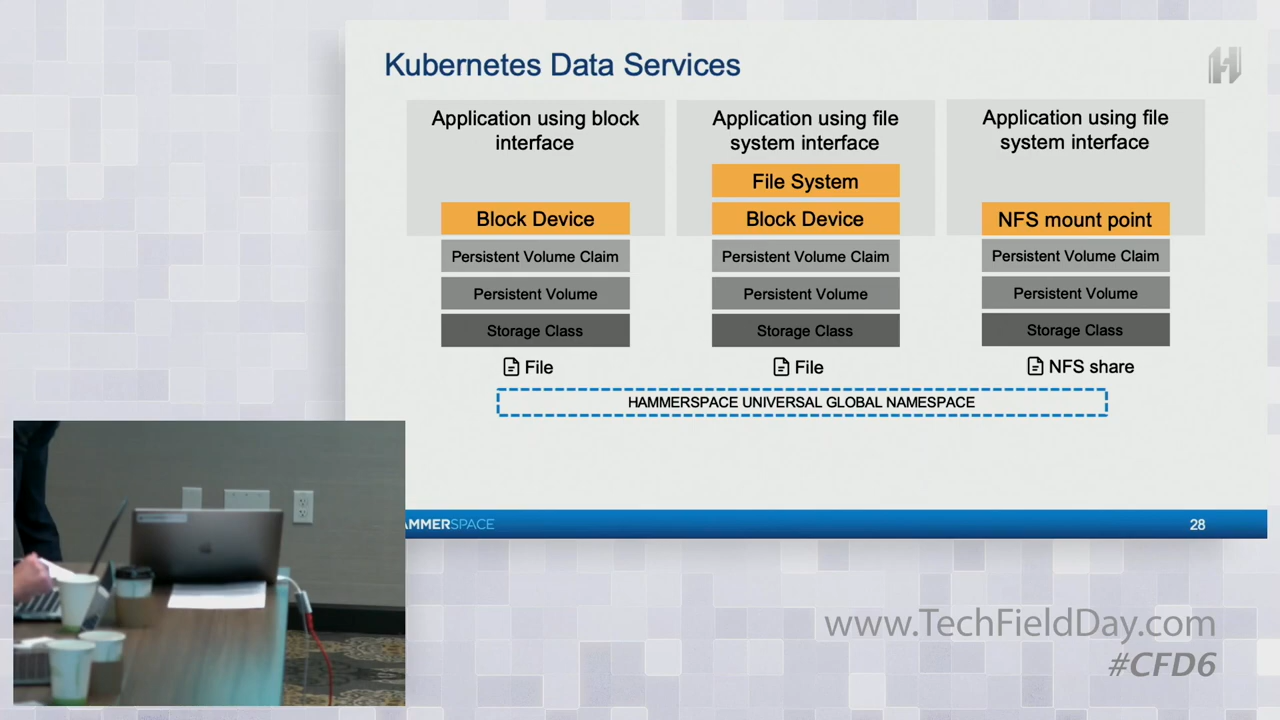 Kubernetes Data Services
Application using block
interface
Block Device
Persistent Volume Claim
Persistent Volume
Storage Class
File
Application using file
system interface
File System
Block Device
Persistent Volume Claim
Persistent Volume
Storage Class
File
Application using file
system interface
NFS mount point
Persistent Volume Claim
Persistent Volume
Storage Class
NFS share
HAMMERSPACE UNIVERSAL GLOBAL NAMESPACE
AMMERSPACE
28
www.TechFieldDay.com
#CFD6